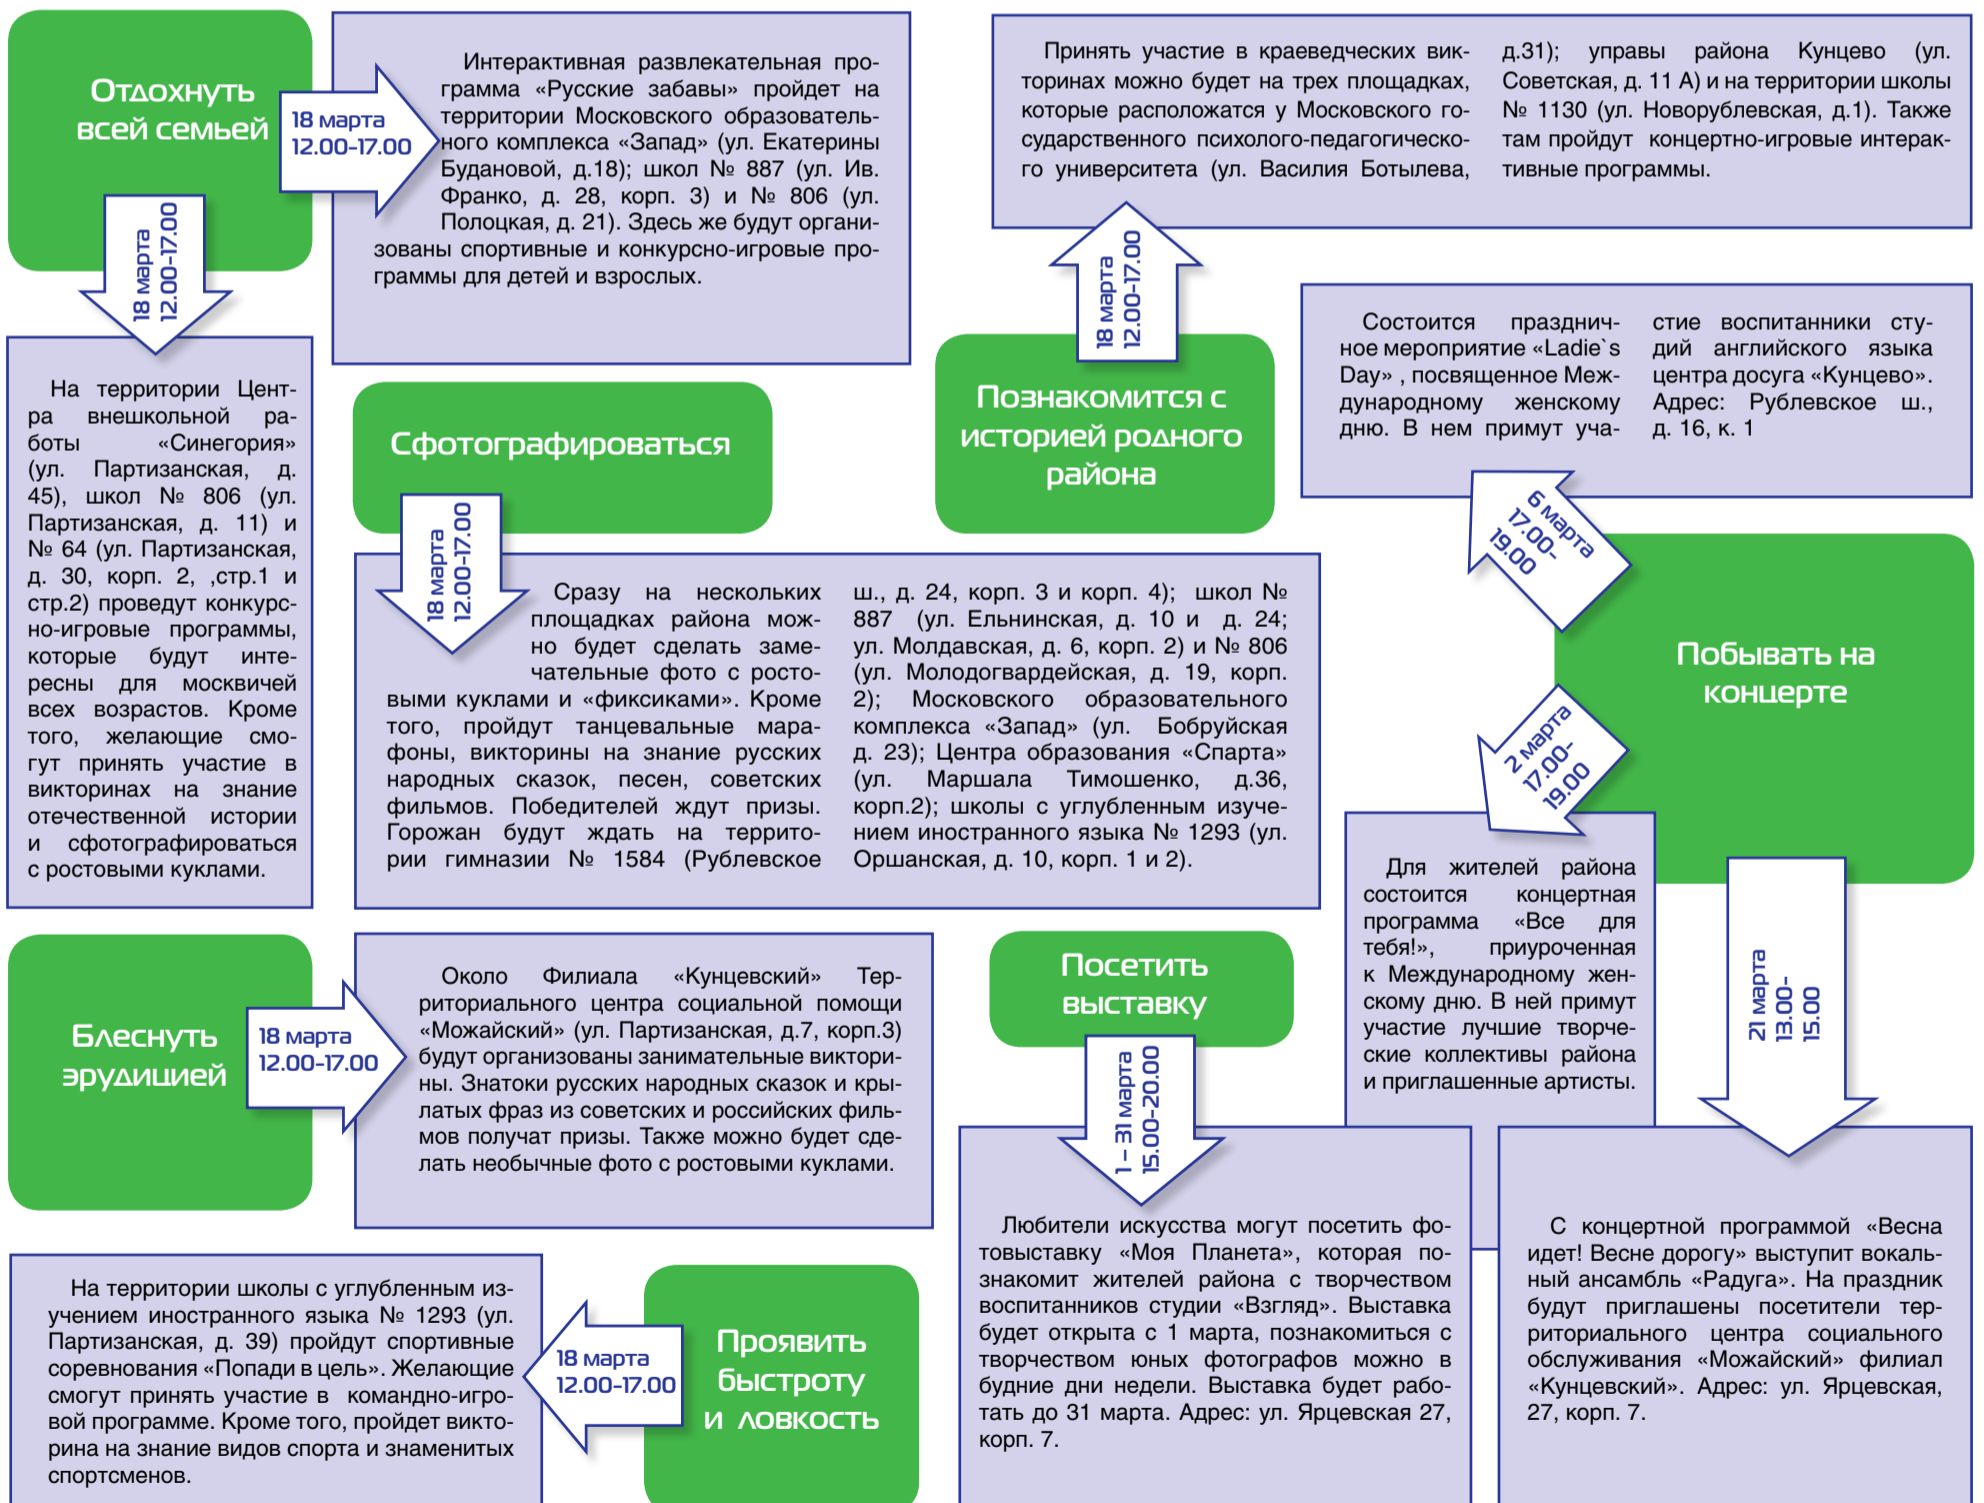 Отдохнуть
всей семьей
18 марта
12.00-17.00
Интерактивная развлекательная про-
грамма «Русские забавы» пройдет на
территории Московского образователь-
ного комплекса «Запад» (ул. Екатерины
Будановой, д.18); школ № 887 (ул. Ив.
Франко, д. 28, корп. 3) и № 806 (ул.
Полоцкая, д. 21). Здесь же будут органи-
зованы спортивные и конкурсно-игровые про-
граммы для детей и взрослых.
18 марта
12.00-17.00
На территории Цент-
ра внешкольной ра-
боты «Синегория»
(ул. Партизанская, д.
45), школ № 806 (ул.
Партизанская, д. 11) и
№ 64 (ул. Партизанская,
д. 30, корп. 2, ,стр.1 и
стр.2) проведут конкурс-
но-игровые программы,
которые будут инте-
ресны для москвичей
всех возрастов. Кроме
того, желающие смо-
гут принять участие в
викторинах на знание
отечественной истории
и сфотографироваться
с ростовыми куклами.
Принять участие в краеведческих вик-
торинах можно будет на трех площадках,
которые расположатся у Московского го-
сударственного психолого-педагогическо-
го университета (ул. Василия Ботылева,
д.31); управы района Кунцево (ул.
Советская, д. 11 А) и на территории школы
№ 1130 (ул. Новорублевская, д.1). Также
там пройдут концертно-игровые интерак-
тивные программы.
18 марта
12.00-17.00
Познакомится с
историей родного
района
Сфотографироваться
18 марта
12.00-17.00
Сразу на нескольких
площадках района мож-
но будет сделать заме-
чательные фото с росто-
выми куклами и «фиксиками». Кроме
того, пройдут танцевальные мара-
фоны, викторины на знание русских
народных сказок, песен, советских
фильмов. Победителей ждут призы.
Горожан будут ждать на террито-
рии гимназии № 1584 (Рублевское
ш., д. 24, корп. 3 и корп. 4); школ №
887 (ул. Ельнинская, д. 10 и д. 24;
ул. Молдавская, д. 6, корп. 2) и № 806
(ул. Молодогвардейская, д. 19, корп.
2); Московского образовательного
комплекса «Запад» (ул. Бобруйская
д. 23); Центра образования «Спарта»
(ул. Маршала Тимошенко, д.36,
корп.2); школы с углубленным изуче-
нием иностранного языка № 1293 (ул.
Оршанская, д. 10, корп. 1 и 2).
Состоится празднич-
ное мероприятие «Ladie`s
Day» , посвященное Меж-
дународному женскому
дню. В нем примут уча-
стие воспитанники сту-
дий английского языка
центра досуга «Кунцево».
Адрес: Рублевское ш.,
д. 16, к. 1
6 марта
17.00-
19.00
Побывать на
концерте
2 марта
17.00-
19.00
Для жителей района
состоится концертная
программа «Все для
тебя!», приуроченная
к Международному жен-
скому дню. В ней примут
участие лучшие творче-
ские коллективы района
и приглашенные артисты.
21 марта
13.00-
15.00
С концертной программой «Весна
идет! Весне дорогу» выступит вокаль-
ный ансамбль «Радуга». На праздник
будут приглашены посетители тер-
риториального центра социального
обслуживания «Можайский» филиал
«Кунцевский». Адрес: ул. Ярцевская,
27, корп. 7.
Блеснуть
эрудицией
18 марта
12.00-17.00
Около Филиала «Кунцевский» Тер-
риториального центра социальной помощи
«Можайский» (ул. Партизанская, д.7, корп.3)
будут организованы занимательные виктори-
ны. Знатоки русских народных сказок и кры-
латых фраз из советских и российских филь-
мов получат призы. Также можно будет сде-
лать необычные фото с ростовыми куклами.
Посетить
выставку
1 – 31 марта
15.00-20.00
Любители искусства могут посетить фо-
товыставку «Моя Планета», которая по-
знакомит жителей района с творчеством
воспитанников студии «Взгляд». Выставка
будет открыта с 1 марта, познакомиться с
творчеством юных фотографов можно в
будние дни недели. Выставка будет рабо-
тать до 31 марта. Адрес: ул. Ярцевская 27,
корп. 7.
На территории школы с углубленным из-
учением иностранного языка № 1293 (ул.
Партизанская, д. 39) пройдут спортивные
соревнования «Попади в цель». Желающие
смогут принять участие в командно-игро-
вой программе. Кроме того, пройдет викто-
рина на знание видов спорта и знаменитых
спортсменов.
18 марта
12.00-17.00
Проявить
быстроту
и ловкость